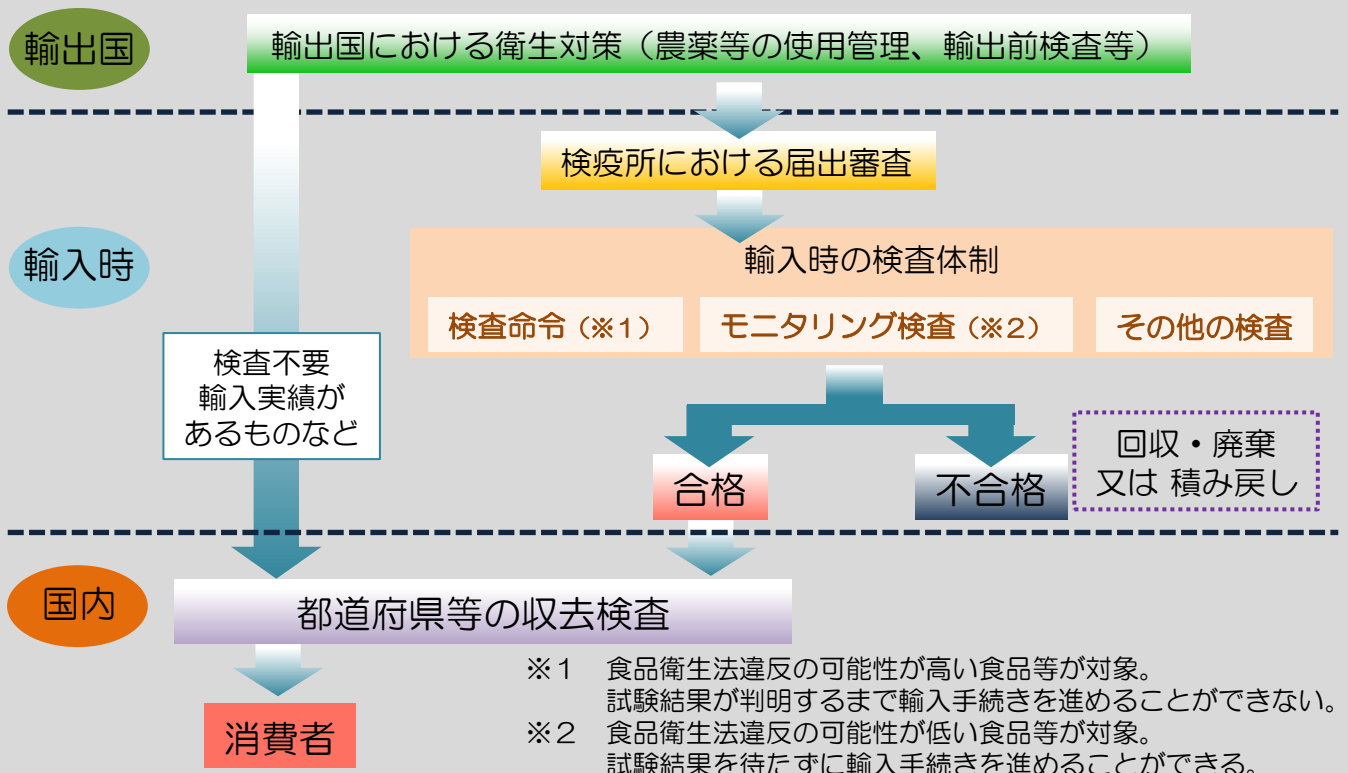 輸出国
輸出国における衛生対策（農薬等の使用管理、輸出前検査等）
検疫所における届出審査
輸入時
輸入時の検査体制
検査命令（※１）
モニタリング検査（※２）
その他の検査
検査不要
輸入実績が
あるものなど
合格
不合格
回収・廃棄
又は 積み戻し
国内
都道府県等の収去検査
消費者
※１　食品衛生法違反の可能性が高い食品等が対象。
試験結果が判明するまで輸入手続きを進めることができない。
※２　食品衛生法違反の可能性が低い食品等が対象。
試験結果を待たずに輸入手続きを進めることができる。